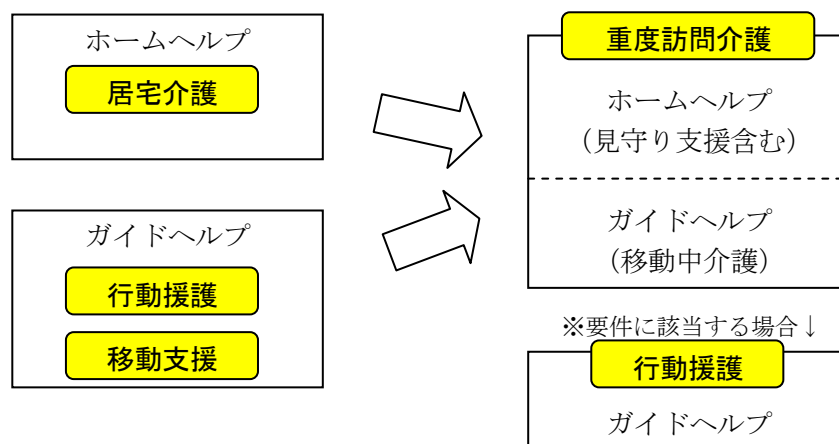 ホームヘルプ
居宅介護
ガイドヘルプ
行動援護
移動支援
重度訪問介護
ホームヘルプ
(見守り支援含む)
ガイドヘルプ
(移動中介護)
※要件に該当する場合↓
行動援護
ガイドヘルプ